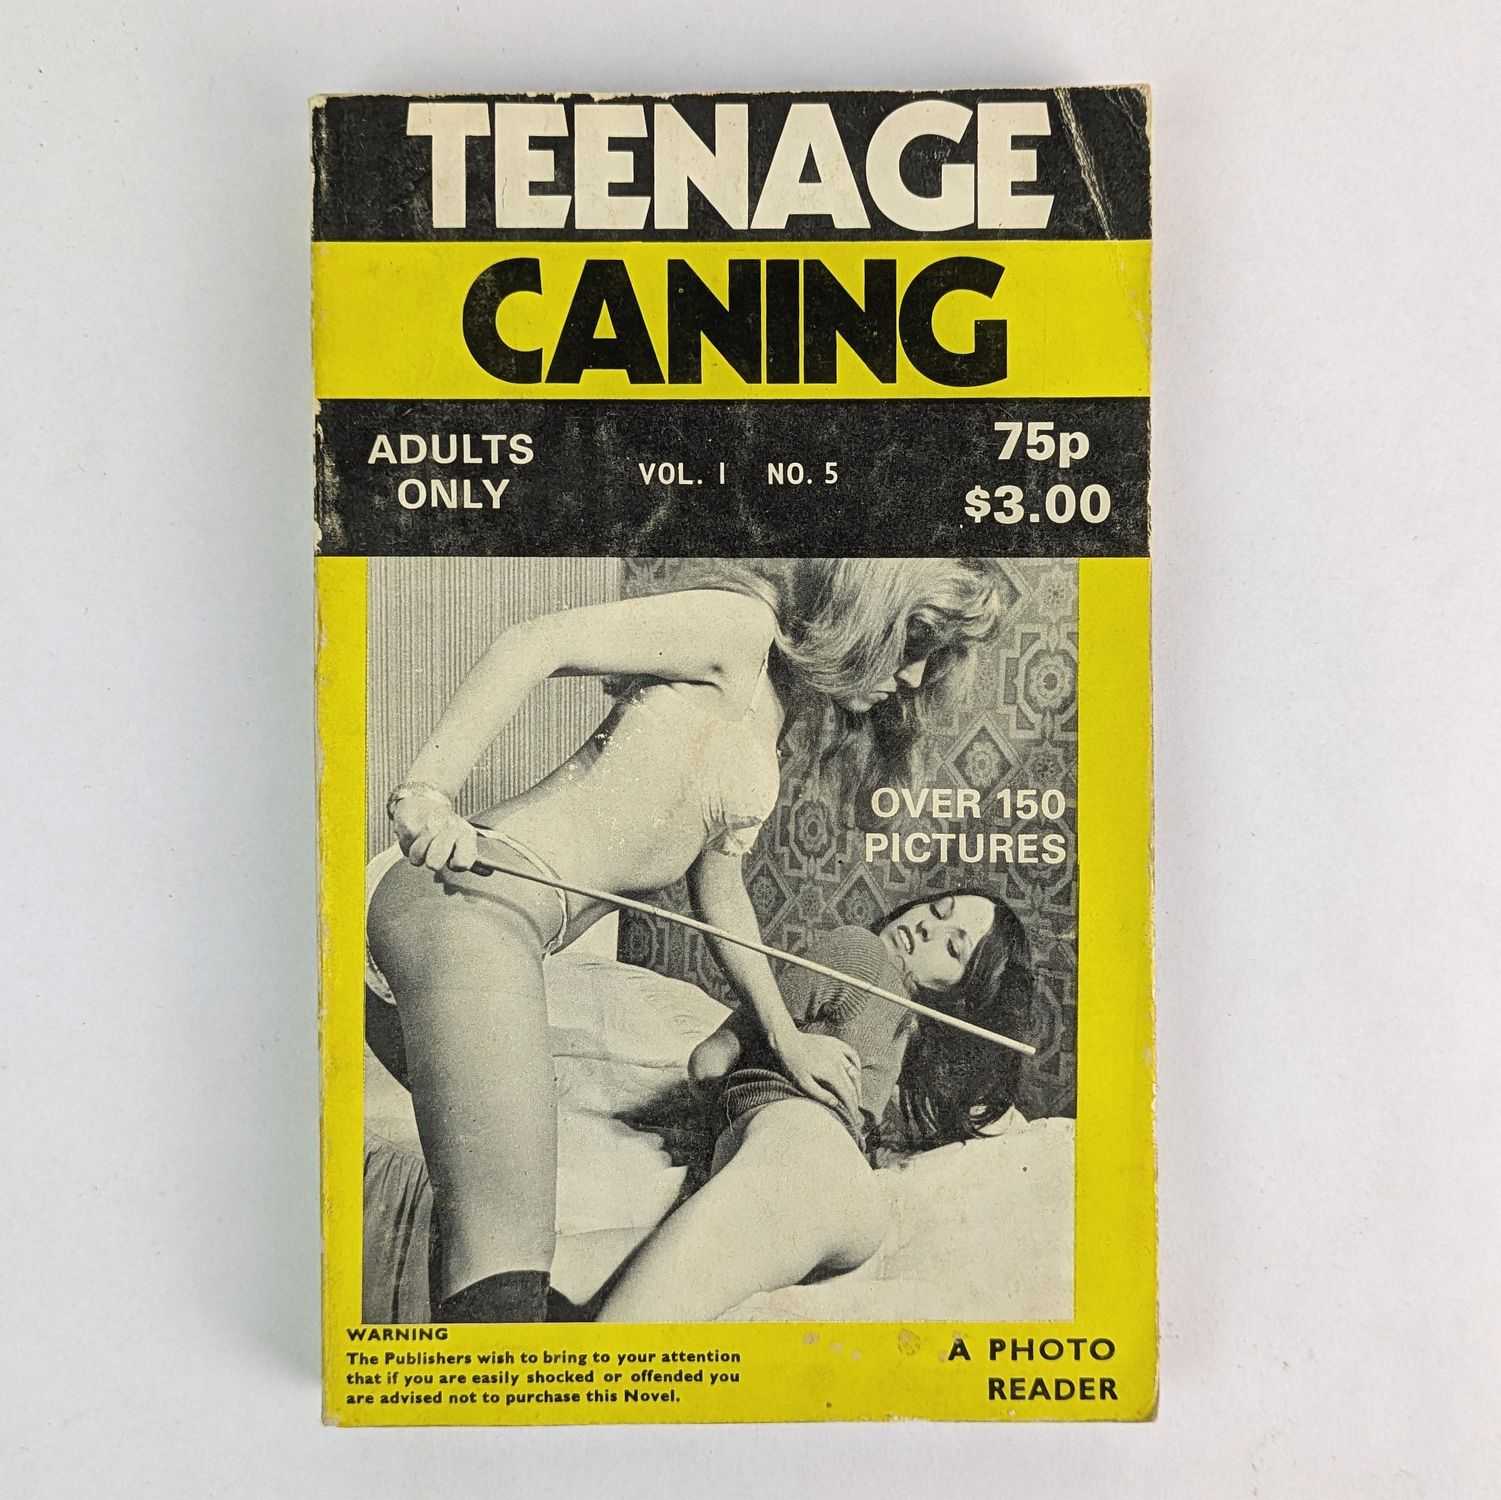 TEENAGE
CANING
ADULTS
ONLY
VOL. I NO. 5
75p
$3.00
OVER 150
PICTURES
WARNING
The Publishers wish to bring to your attention
that if you are easily shocked or offended you
are advised not to purchase this Novel.
A PHOTO
READER